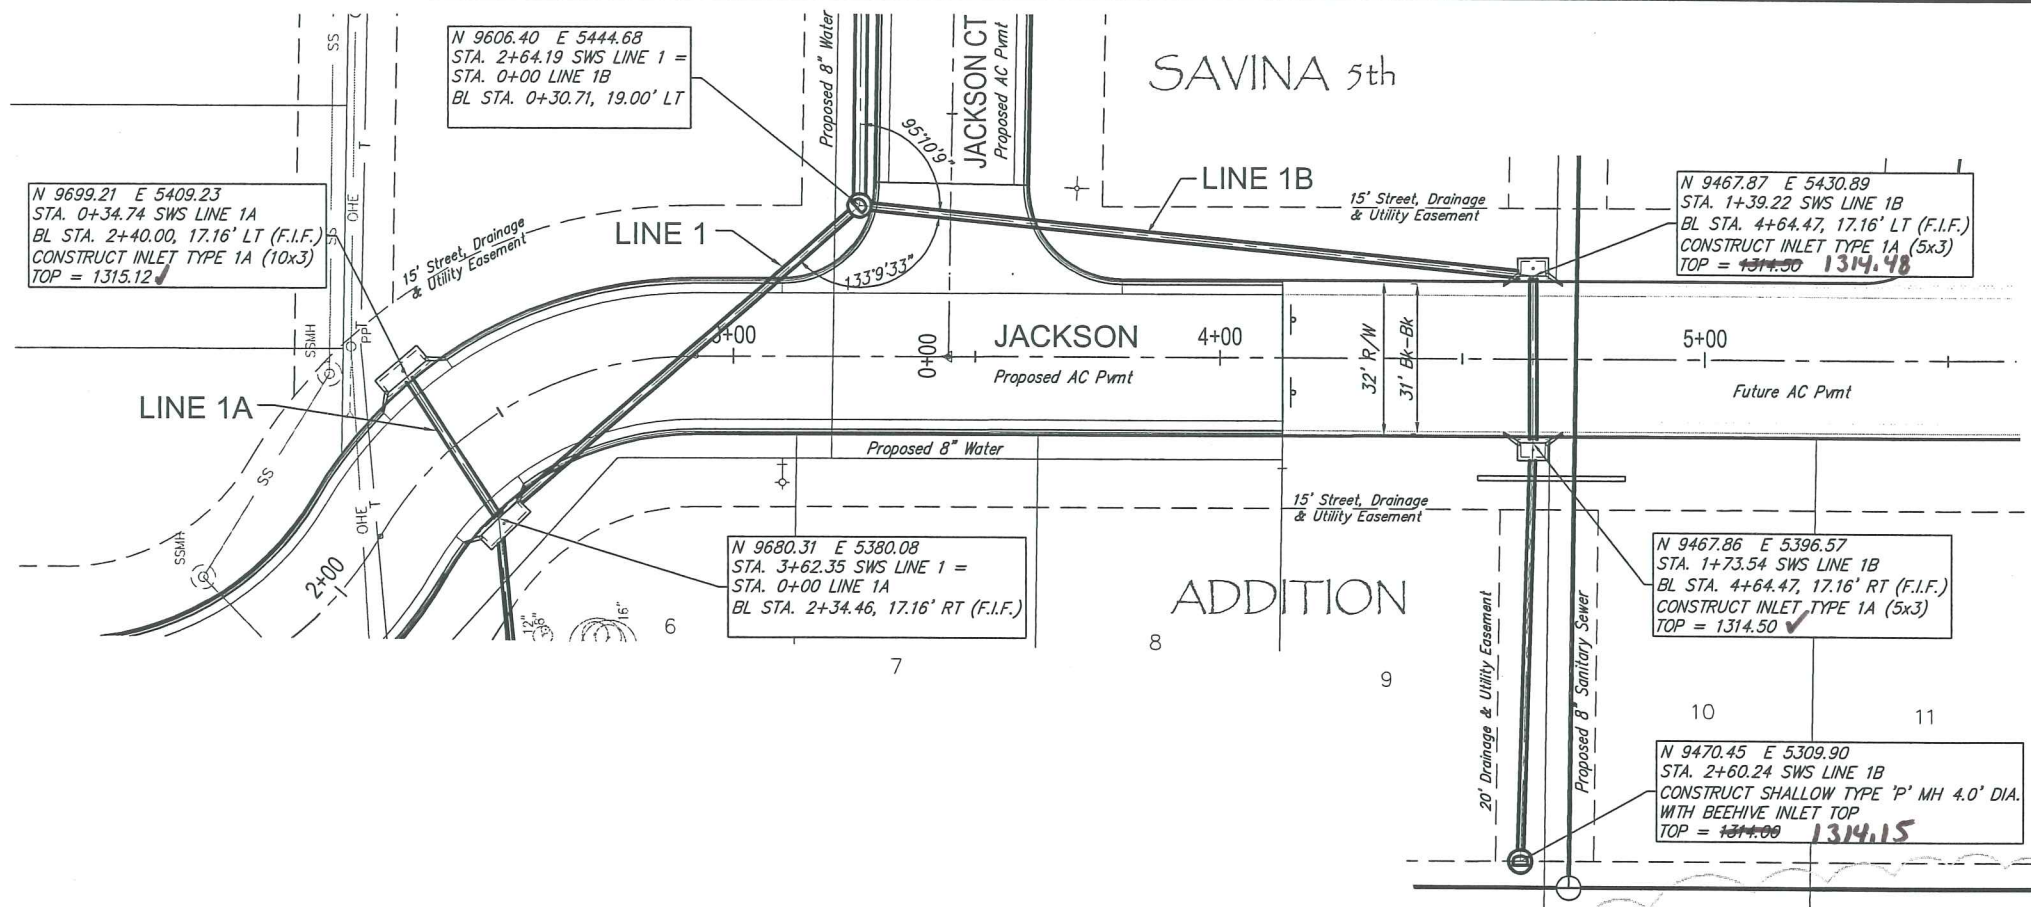 N 9606.40 E 5444.68
STA. 2+64.19 SWS LINE 1 =
STA. 0+00 LINE 1B
BL STA. 0+30.71, 19.00' LT
SS
OHE
T
Proposed 8" Water
JACKSON CT
Proposed AC Pvmt
SAVINA 5th
95°10'9"
N 9699.21 E 5409.23
STA. 0+34.74 SWS LINE 1A
BL STA. 2+40.00, 17.16' LT (F.I.F.)
CONSTRUCT INLET TYPE 1A (10x3)
TOP = 1315.12 ✓
SS
OHE
15' Street, Drainage
& Utility Easement
LINE 1
133°9'33"
LINE 1B
15' Street, Drainage
& Utility Easement
N 9467.87 E 5430.89
STA. 1+39.22 SWS LINE 1B
BL STA. 4+64.47, 17.16' LT (F.I.F.)
CONSTRUCT INLET TYPE 1A (5x3)
TOP = 1314.50 1314.48
SSMH
PPT
3+00
0+00
JACKSON
Proposed AC Pvmt
4+00
32' R/W
31' Bk-Bk
5+00
Future AC Pvmt
LINE 1A
SS
OHE
T
Proposed 8" Water
SSMH
2+00
15' Street, Drainage
& Utility Easement
N 9680.31 E 5380.08
STA. 3+62.35 SWS LINE 1 =
STA. 0+00 LINE 1A
BL STA. 2+34.46, 17.16' RT (F.I.F.)
ADDITION
N 9467.86 E 5396.57
STA. 1+73.54 SWS LINE 1B
BL STA. 4+64.47, 17.16' RT (F.I.F.)
CONSTRUCT INLET TYPE 1A (5x3)
TOP = 1314.50 ✓
12"
16"
6
7
8
9
10
11
20' Drainage & Utility Easement
Proposed 8" Sanitary Sewer
N 9470.45 E 5309.90
STA. 2+60.24 SWS LINE 1B
CONSTRUCT SHALLOW TYPE 'P' MH 4.0' DIA.
WITH BEEHIVE INLET TOP
TOP = 1314.00 1314.15